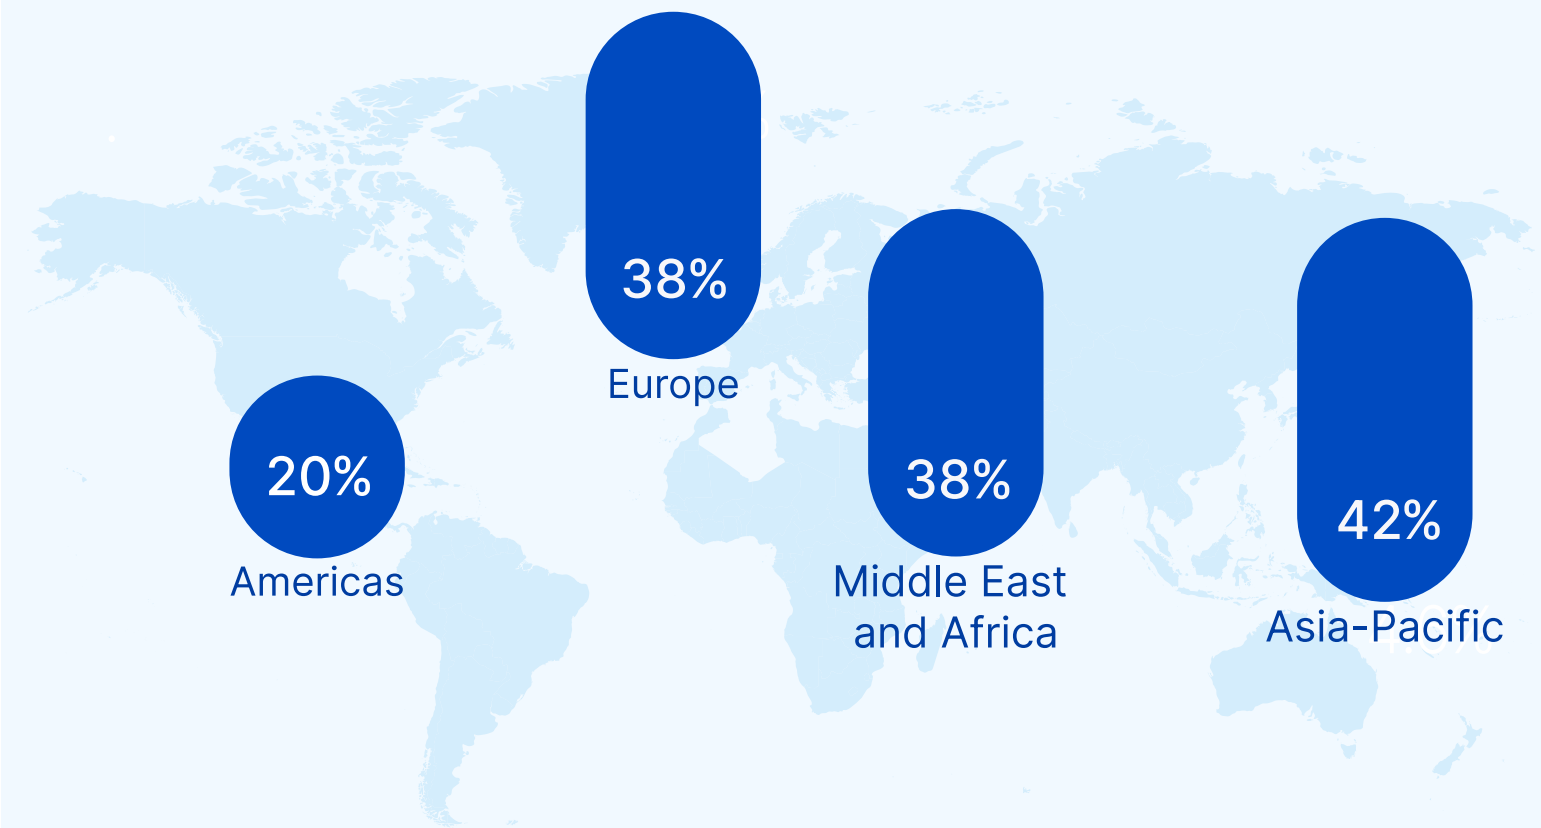 38%
Europe
20%
Americas
38%
Middle East
and Africa
42%
Asia-Pacific